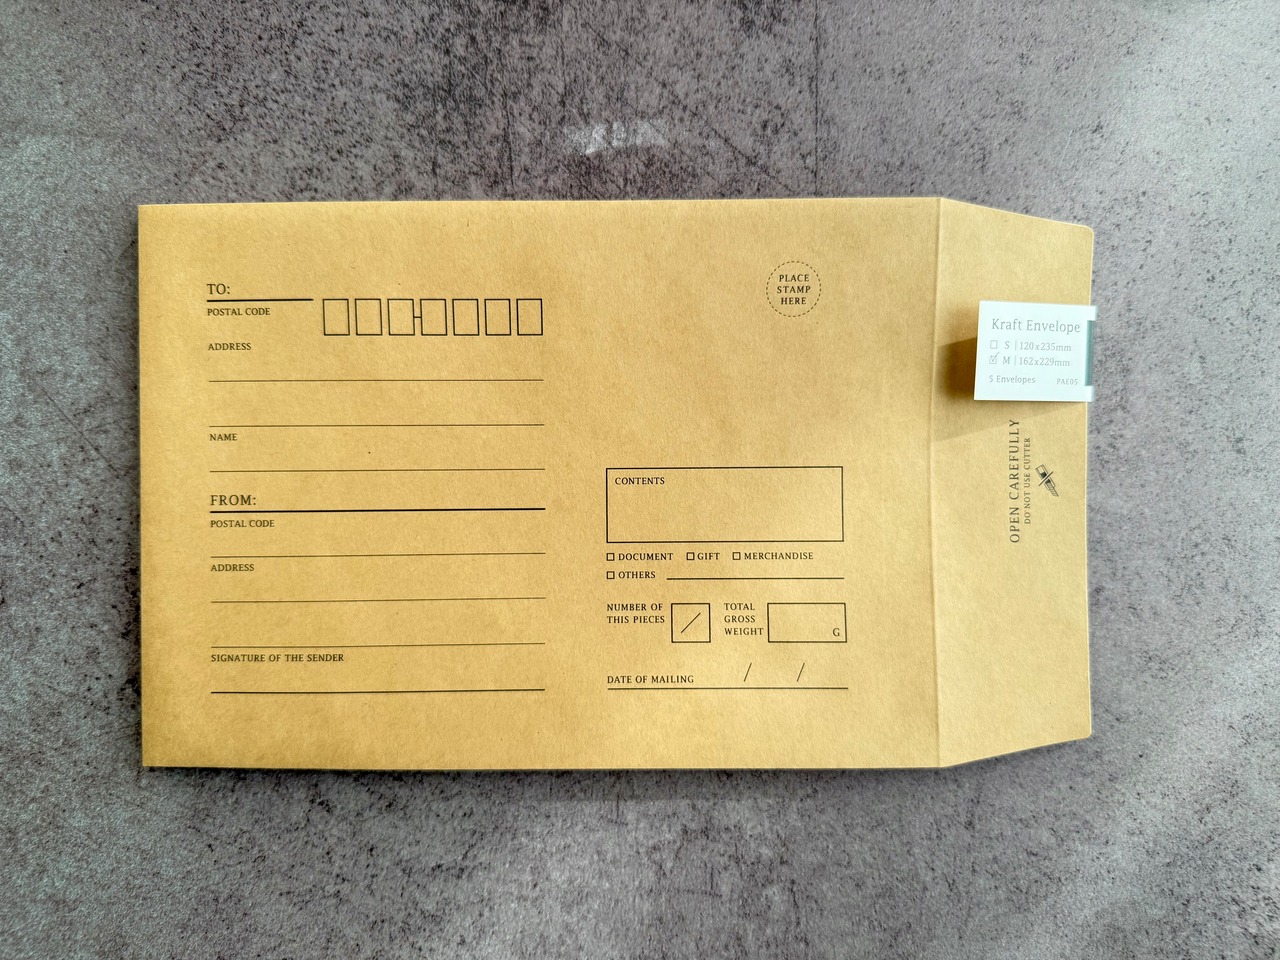 TO:
POSTAL CODE
ADDRESS
NAME
FROM:
POSTAL CODE
ADDRESS
SIGNATURE OF THE SENDER
PLACE
STAMP
HERE
CONTENTS
DOCUMENT GIFT MERCHANDISE
OTHERS
NUMBER OF
THIS PIECES
/
TOTAL
GROSS
WEIGHT
G
DATE OF MAILING / /
Kraft Envelope
S | 120x235mm
M | 162x229mm
5 Envelopes PAE05
OPEN CAREFULLY
DO NOT USE CUTTER